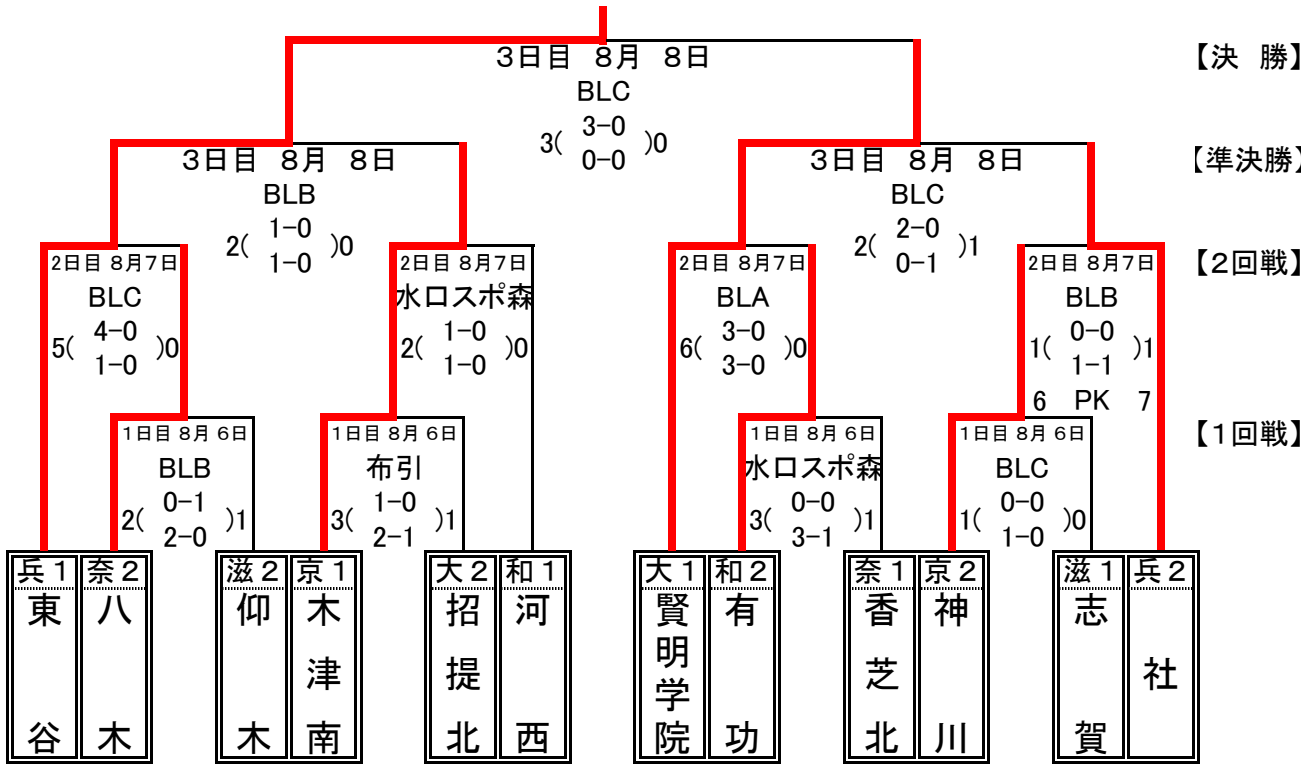 3日目 8月 8日
BLC
3( 3-0 )0
0-0
【決 勝】
3日目 8月 8日
BLB
2( 1-0 )0
1-0
3日目 8月 8日
BLC
2( 2-0 )1
0-1
【準決勝】
2日目 8月7日
BLC
5( 4-0 )0
1-0
2日目 8月7日
水口スポ森
2( 1-0 )0
1-0
2日目 8月7日
BLA
6( 3-0 )0
3-0
2日目 8月7日
BLB
1( 0-0 )1
1-1
6 PK 7
【2回戦】
1日目 8月 6日
BLB
2( 0-1 )1
2-0
1日目 8月 6日
布引
3( 1-0 )1
2-1
1日目 8月 6日
水口スポ森
3( 0-0 )1
3-1
1日目 8月 6日
BLC
1( 0-0 )0
1-0
【1回戦】
兵1
東谷
奈2
八木
滋2
仰木
京1
木津南
大2
招提北
和1
河西
大1
賢明学院
和2
有功
奈1
香芝北
京2
神川
滋1
志賀
兵2
社